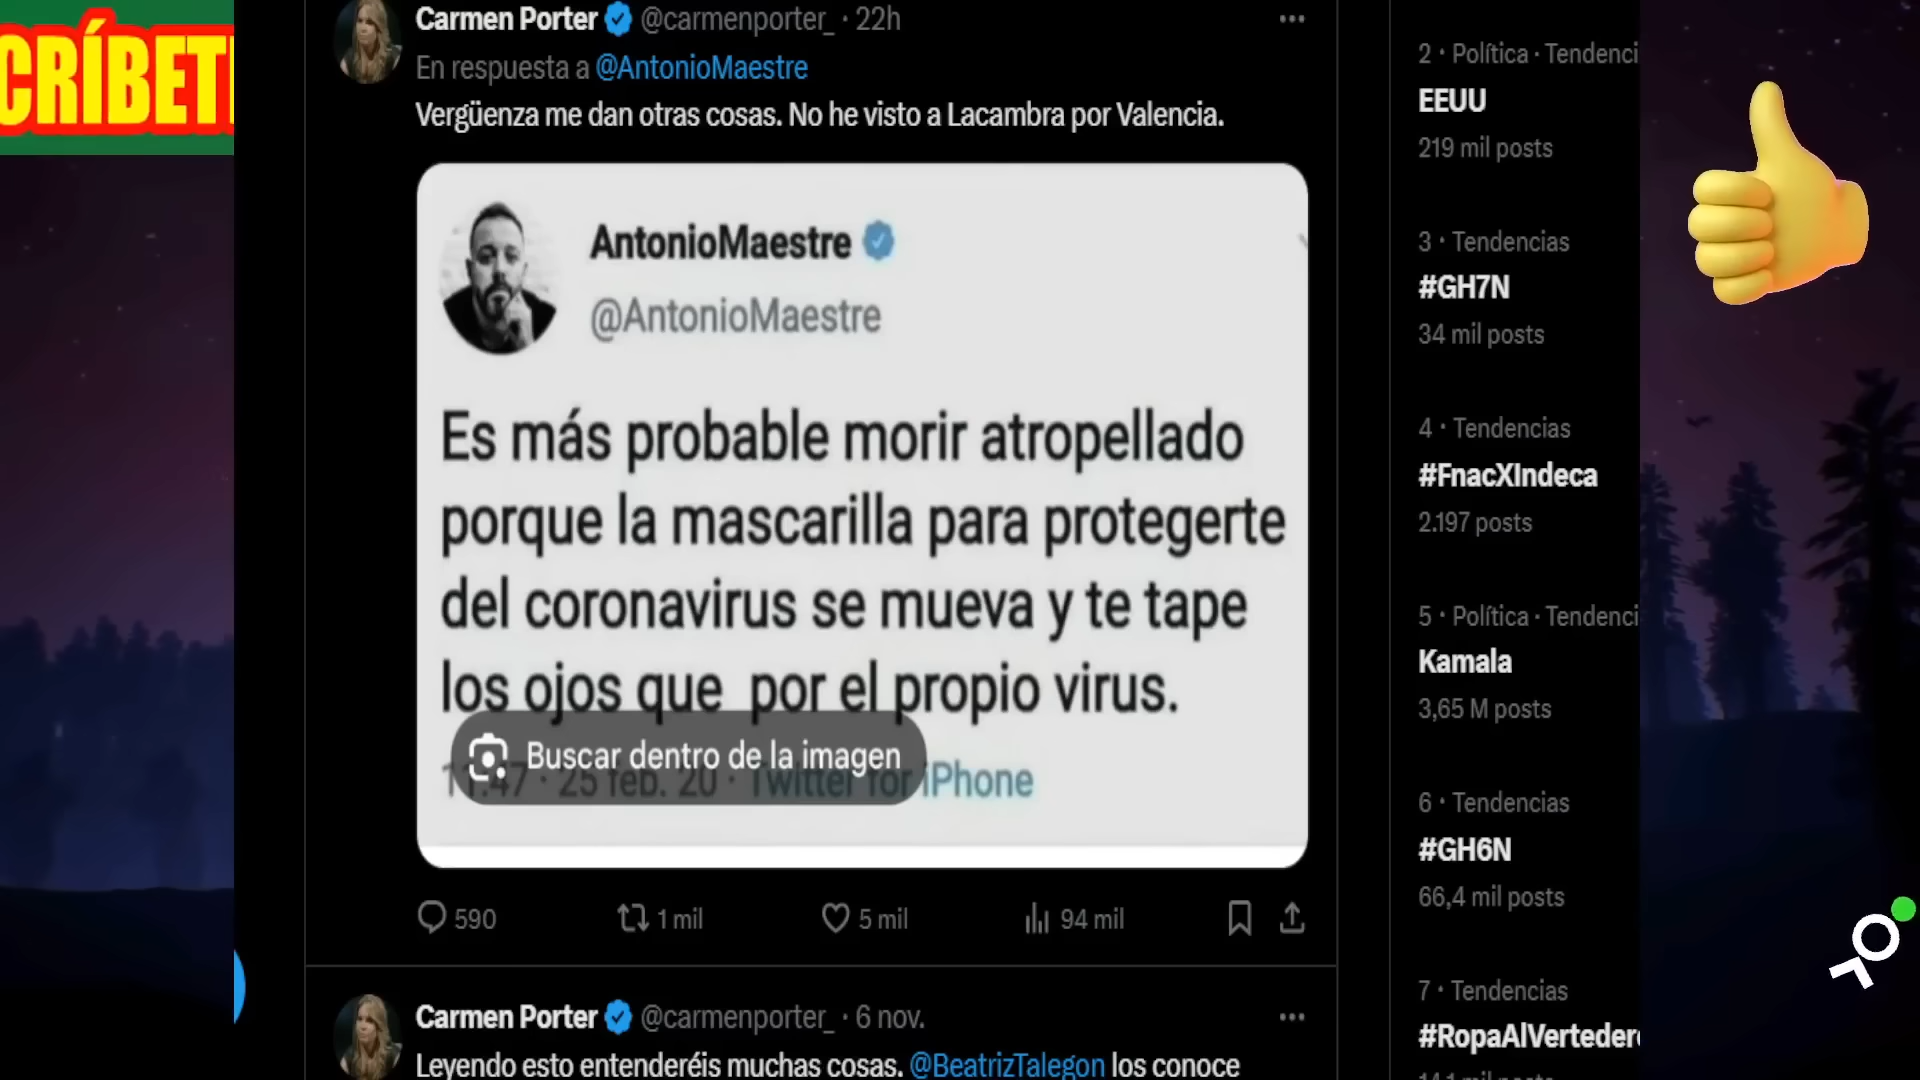 CRÍBET
Carmen Porter @carmenporter_ · 22h
En respuesta a @AntonioMaestre
Vergüenza me dan otras cosas. No he visto a Lacambra por Valencia.
AntonioMaestre
@AntonioMaestre
Es más probable morir atropellado
porque la mascarilla para protegerte
del coronavirus se mueva y te tape
los ojos que por el propio virus.
Buscar dentro de la imagen
11:47 · 25 feb. 20 · Twitter for iPhone
590 1 mil 5 mil 94 mil
Carmen Porter @carmenporter_ · 6 nov.
Leyendo esto entenderéis muchas cosas. @BeatrizTalegon los conoce
2 · Política · Tendenci
EEUU
219 mil posts
3 · Tendencias
#GH7N
34 mil posts
4 · Tendencias
#FnacXIndeca
2.197 posts
5 · Política · Tendenci
Kamala
3,65 M posts
6 · Tendencias
#GH6N
66,4 mil posts
7 · Tendencias
#RopaAlVerteder